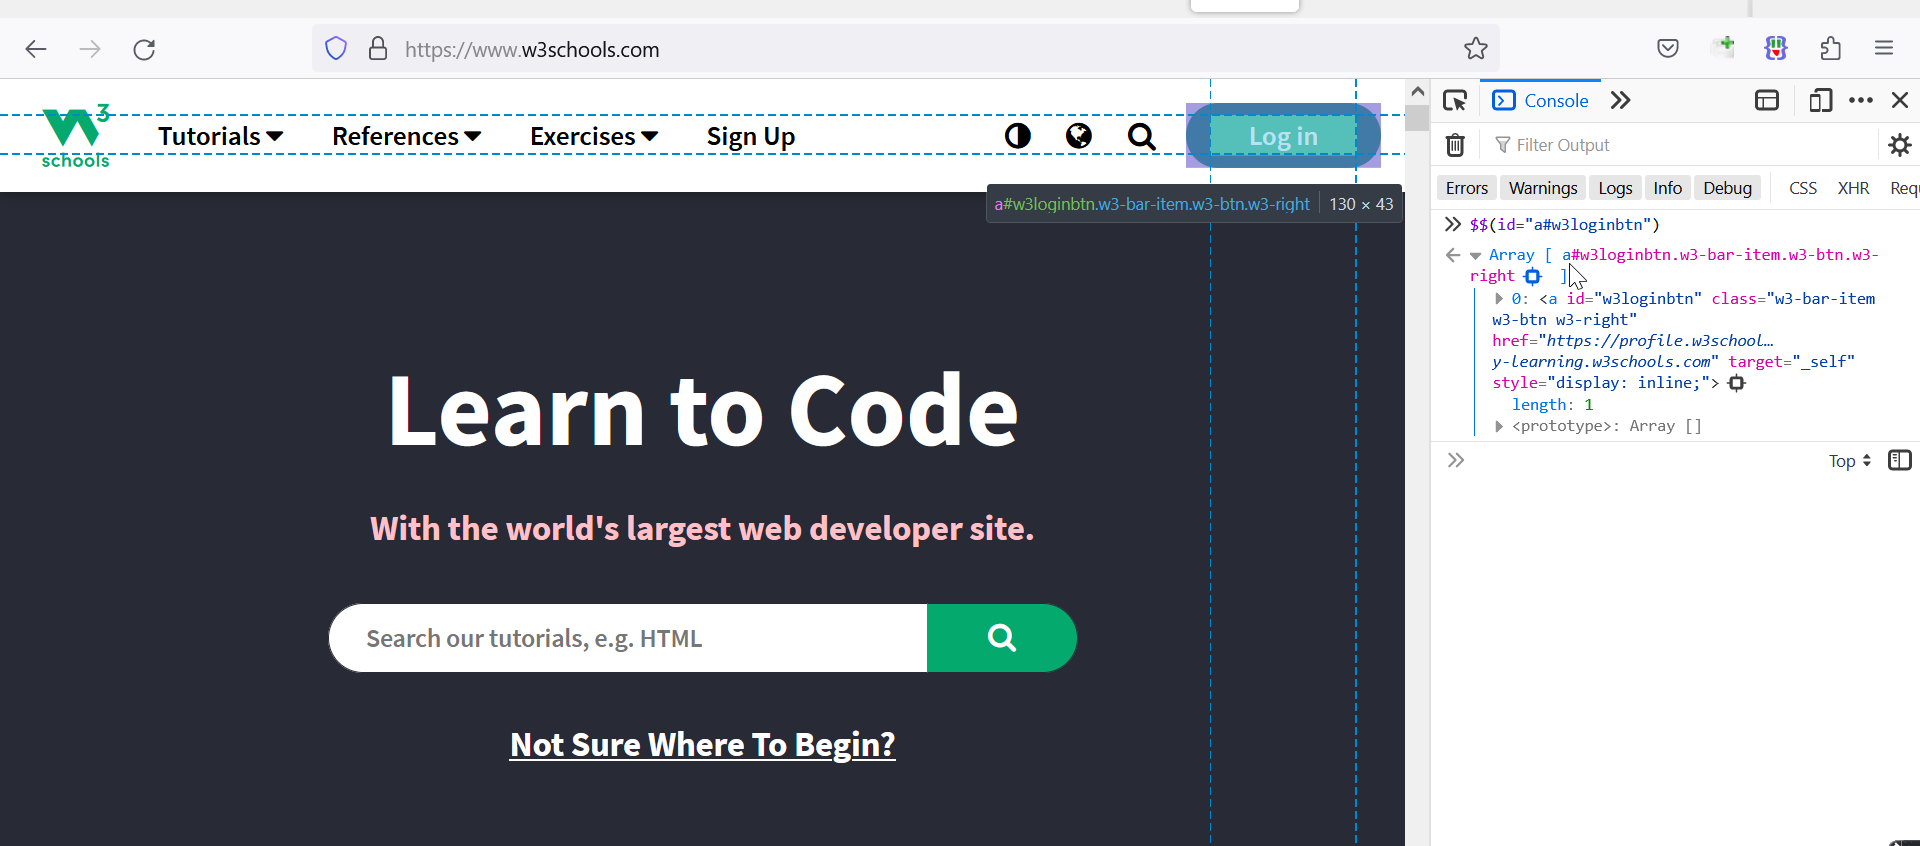 https://www.w3schools.com
3
schools
Tutorials References Exercises Sign Up Log in
a#w3loginbtn.w3-bar-item.w3-btn.w3-right 130 × 43
Learn to Code
With the world's largest web developer site.
Search our tutorials, e.g. HTML
Not Sure Where To Begin?
Console
Filter Output
Errors Warnings Logs Info Debug CSS XHR Requ
$$(id="a#w3loginbtn")
Array [ a#w3loginbtn.w3-bar-item.w3-btn.w3-
right ]
0: <a id="w3loginbtn" class="w3-bar-item
w3-btn w3-right"
href="https://profile.w3school…
y-learning.w3schools.com" target="_self"
style="display: inline;">
length: 1
<prototype>: Array []
Top